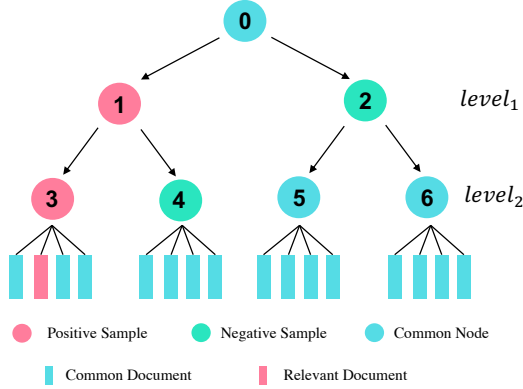 0
1
2
level₁
3
4
5
6
level₂
Positive Sample
Negative Sample
Common Node
Common Document
Relevant Document